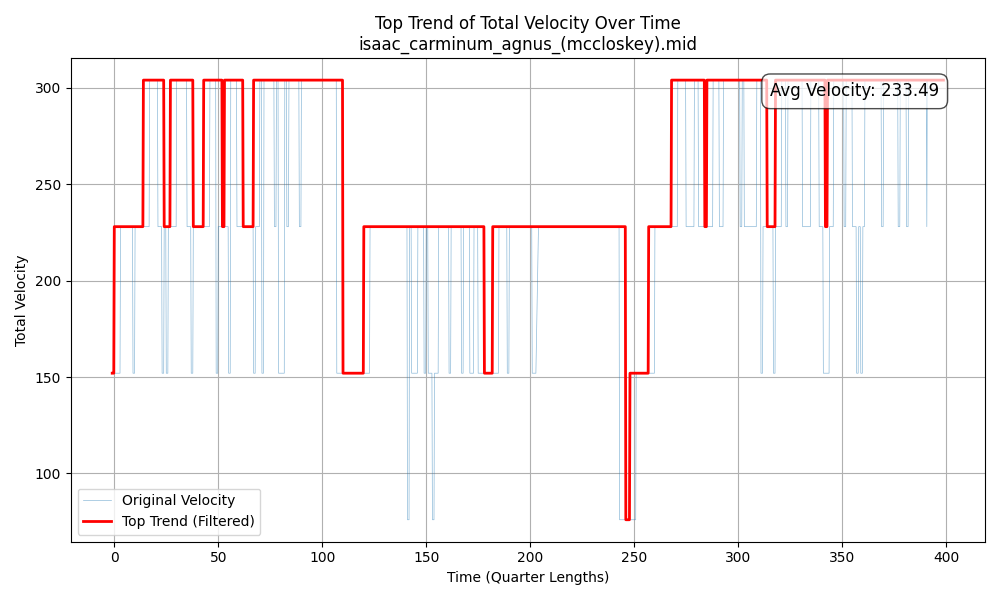 Top Trend of Total Velocity Over Time
isaac_carminum_agnus_(mccloskey).mid
Avg Velocity: 233.49
300
250
200
150
100
Total Velocity
Original Velocity
Top Trend (Filtered)
0 50 100 150 200 250 300 350 400
Time (Quarter Lengths)